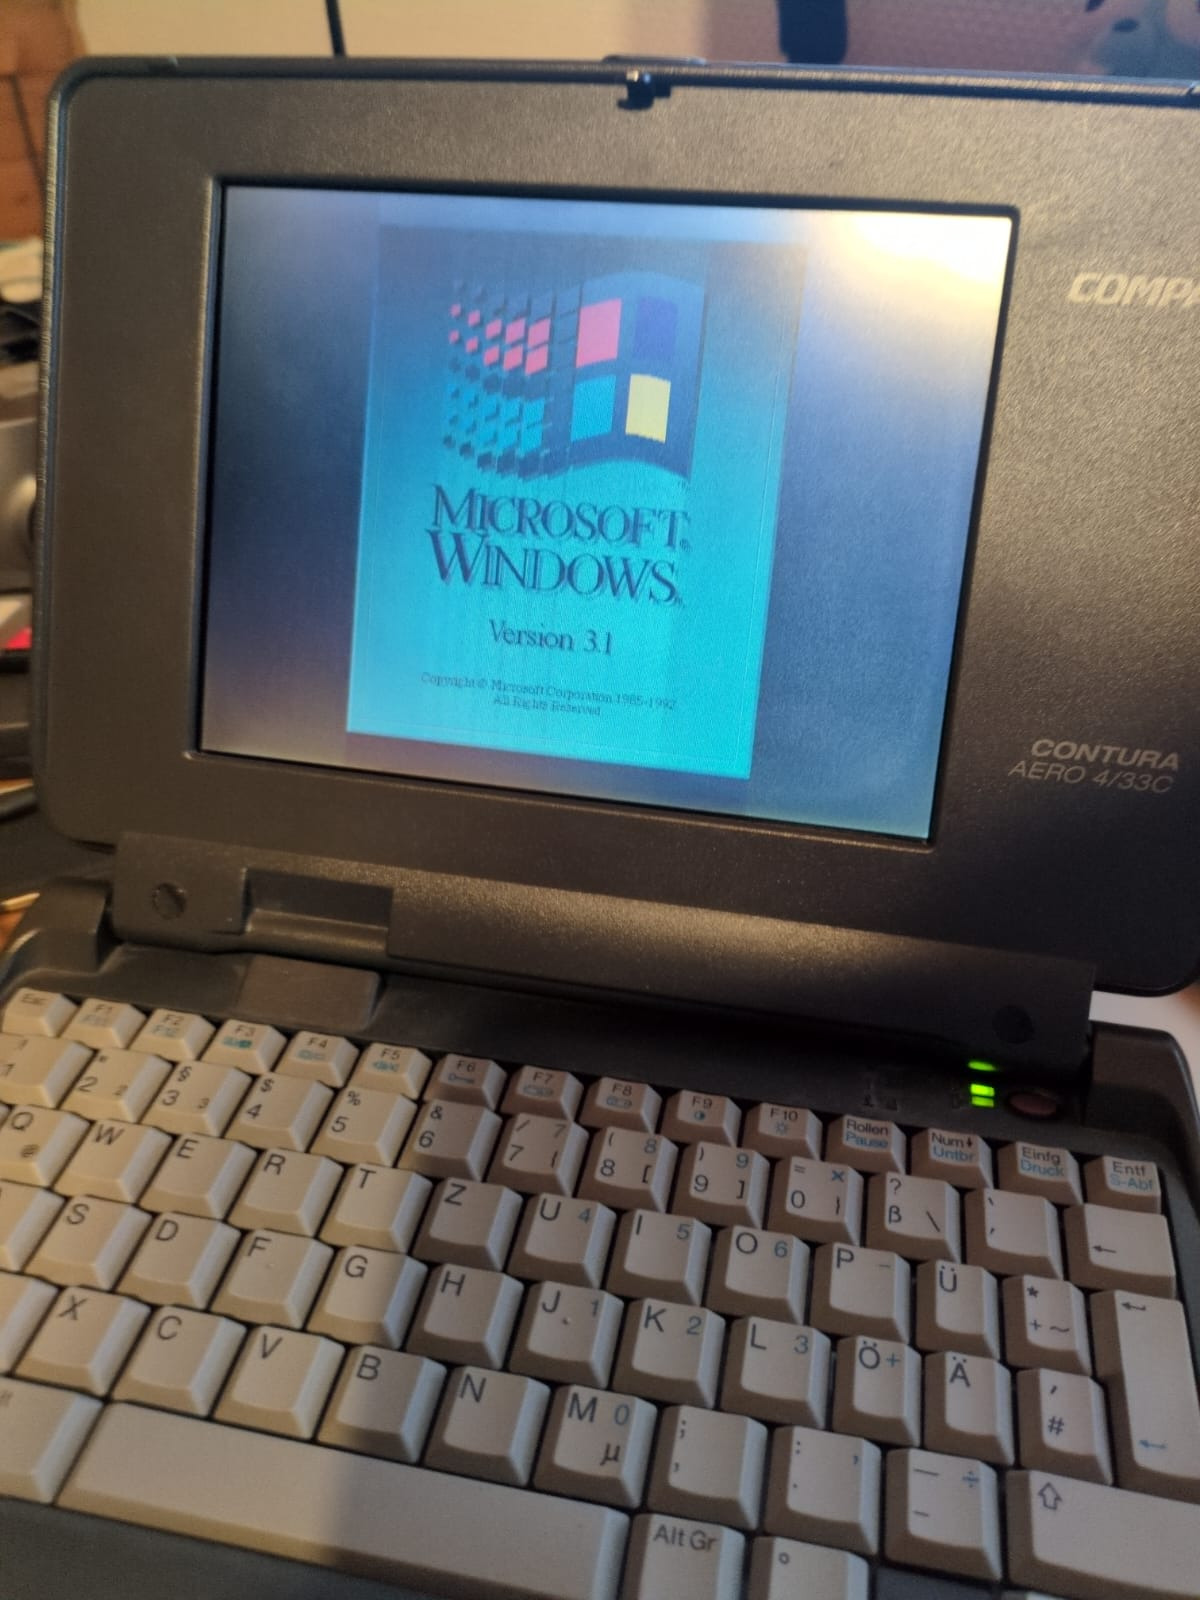 COMPA
MICROSOFT®
WINDOWS®
Version 3.1
Copyright © Microsoft Corporation 1985-1992
All Rights Reserved
CONTURA
AERO 4/33C
Esc F1 F2 F3 F4 F5 F6 F7 F8 F9 F10 Rollen Pause Num Untbr Einfg Druck Entf S-Abf
1 " 2 2 § 3 3 $ 4 % 5 & 6 / 7 7 { ( 8 8 [ ) 9 9 ] = × 0 } ? ß \
Q @ W E R T Z U 4 I 5 O 6 P - Ü * + ~
S D F G H J 1 K 2 L 3 Ö + Ä ' #
X C V B N M 0 µ ; , : . , — ÷ –
Alt Gr °